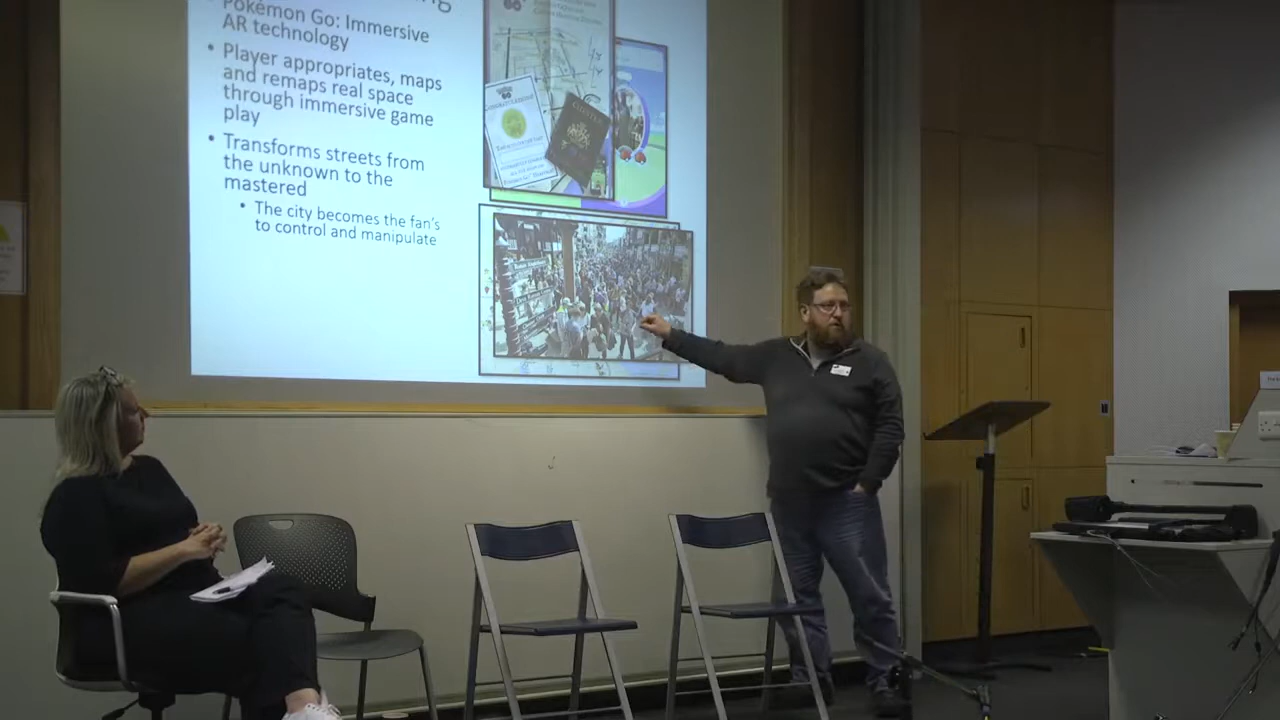 Pokémon Go: Immersive
AR technology
• Player appropriates, maps
and remaps real space
through immersive game
play
• Transforms streets from
the unknown to the
mastered
• The city becomes the fan's
to control and manipulate